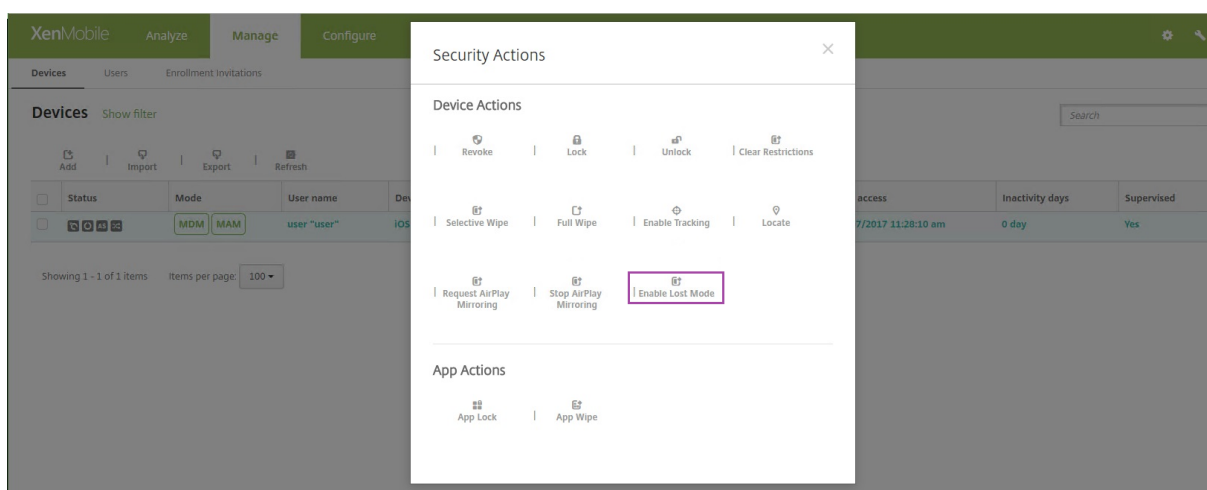 XenMobile Analyze Manage Configure
Security Actions
Devices Users Enrollment Invitations
Devices Show filter
Search
Device Actions
Add Import Export Refresh
Revoke Lock Unlock Clear Restrictions
Status Mode User name Dev access Inactivity days Supervised
MDM MAM user "user" iOS 7/2017 11:28:10 am 0 day Yes
Selective Wipe Full Wipe Enable Tracking Locate
Showing 1 - 1 of 1 items Items per page: 100
Request AirPlay Mirroring Stop AirPlay Mirroring Enable Lost Mode
App Actions
App Lock App Wipe